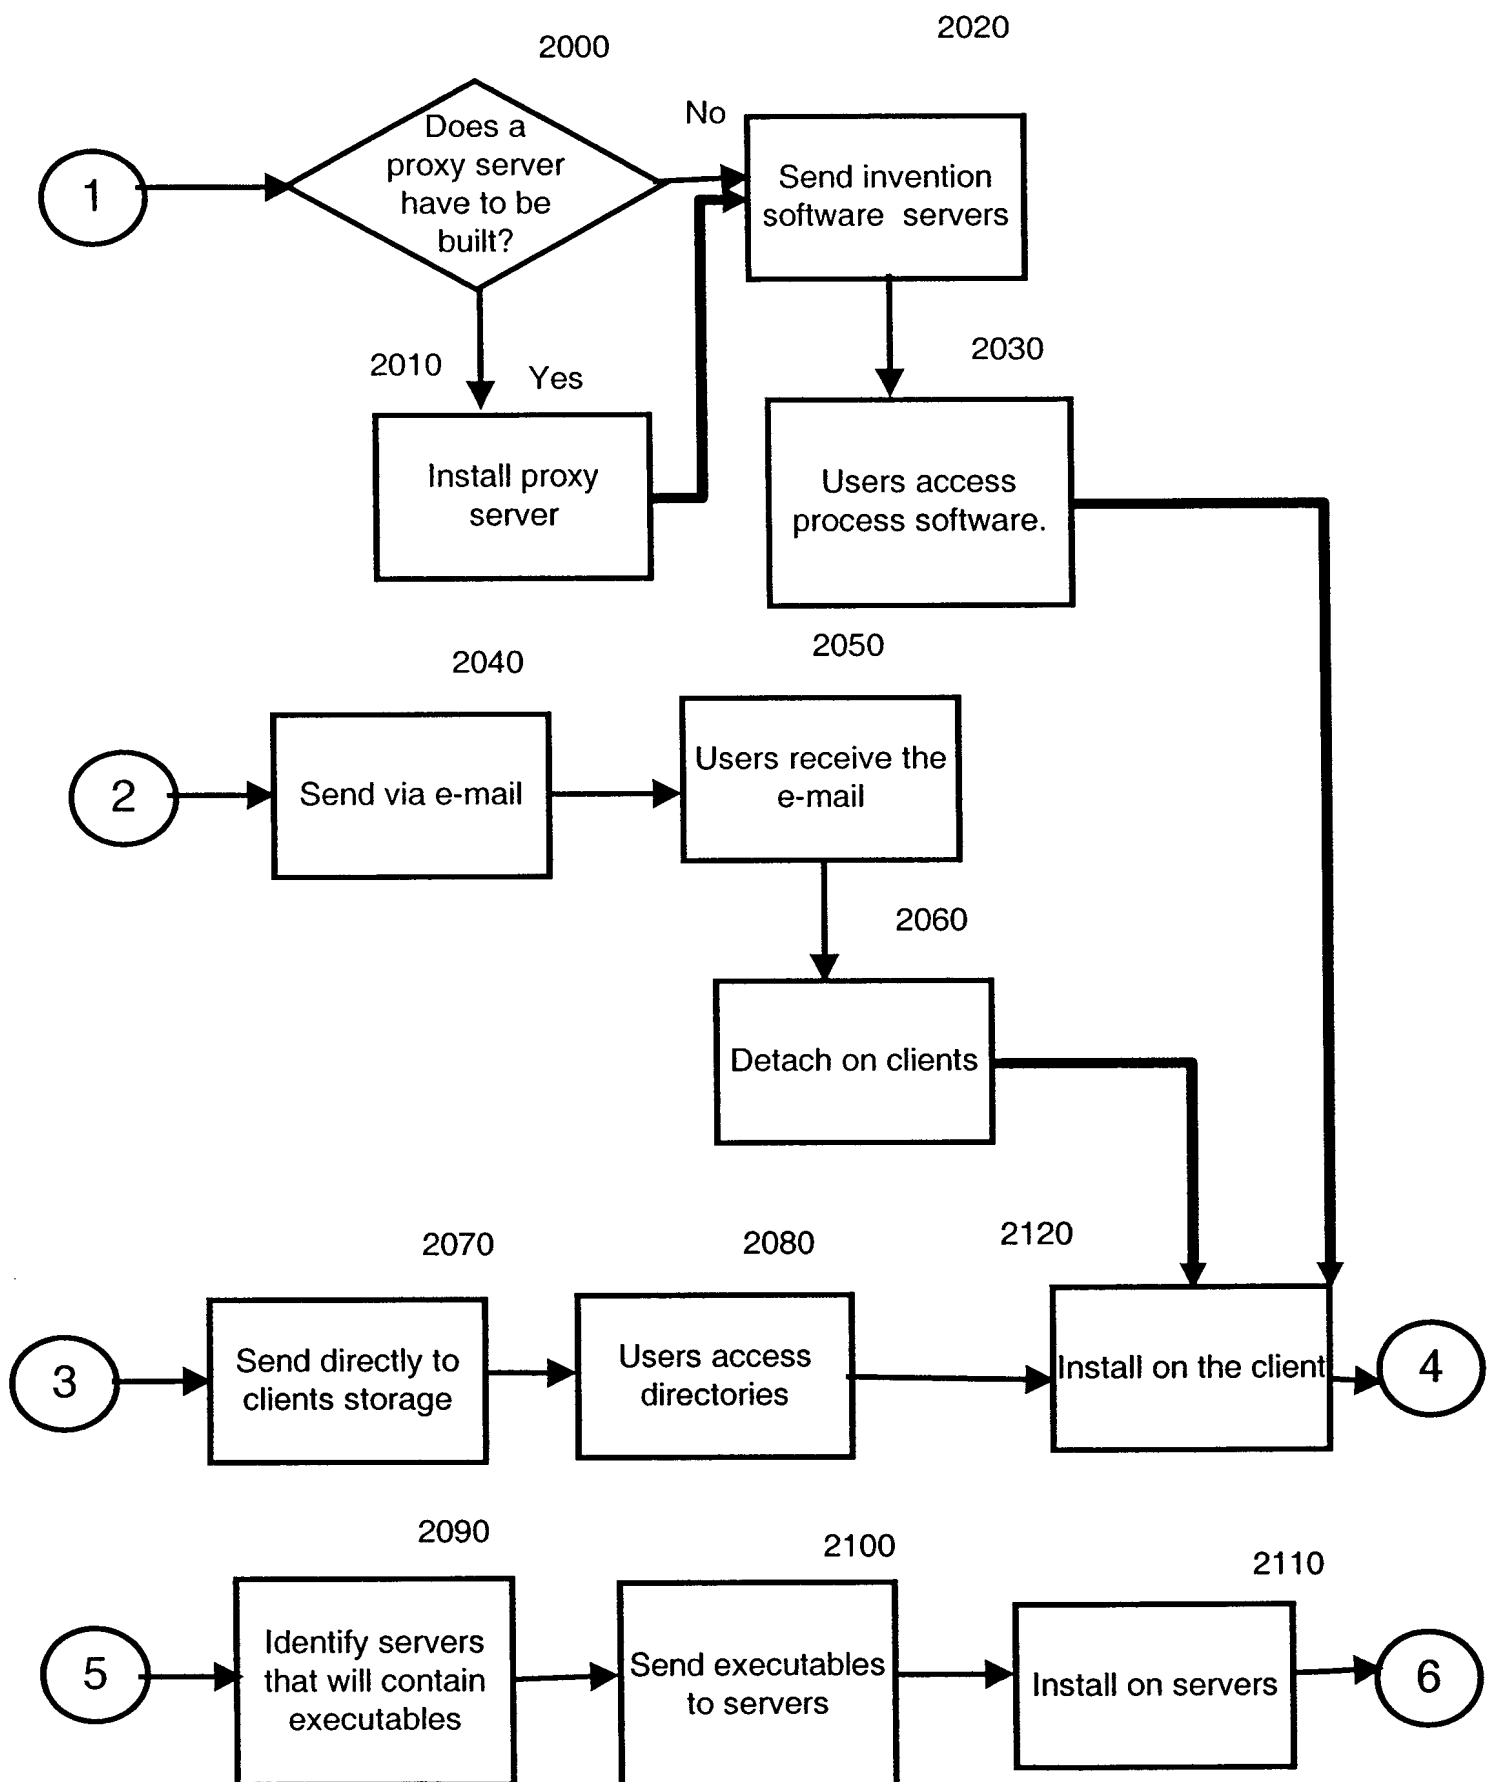 2000
2020
No
Does a
proxy server
have to be
built?
1
Send invention
software servers
2010
Yes
2030
Install proxy
server
Users access
process software.
2040
2050
2
Send via e-mail
Users receive the
e-mail
2060
Detach on clients
2070
2080
2120
3
Send directly to
clients storage
Users access
directories
Install on the client
4
2090
2100
2110
5
Identify servers
that will contain
executables
Send executables
to servers
Install on servers
6